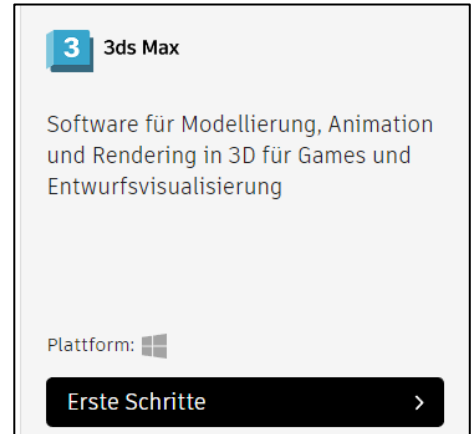 3 3ds Max
Software für Modellierung, Animation
und Rendering in 3D für Games und
Entwurfsvisualisierung
Plattform:
Erste Schritte